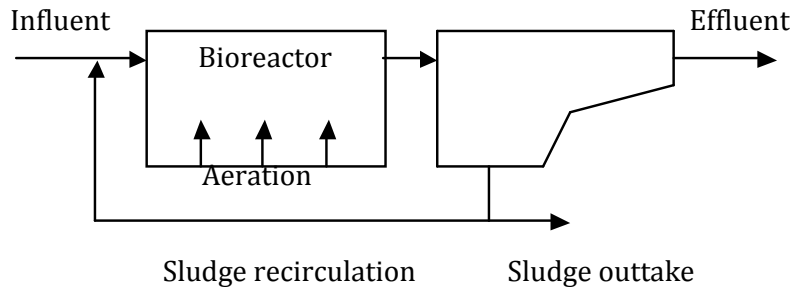 Influent
Effluent
Bioreactor
Aeration
Sludge recirculation
Sludge outtake